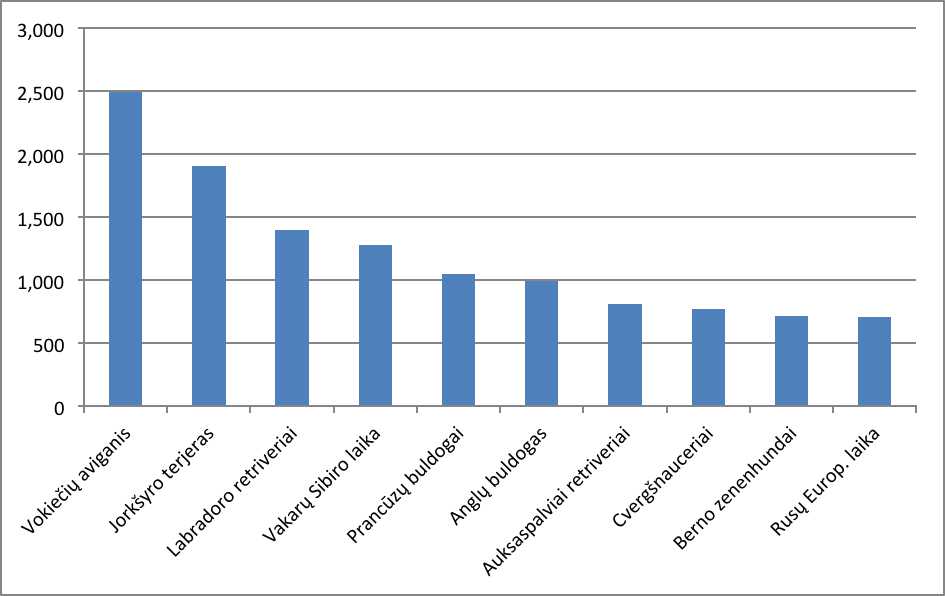 3,000
2,500
2,000
1,500
1,000
500
0
Vokiečių aviganis
Jorkšyro terjeras
Labradoro retriveriai
Vakarų Sibiro laika
Prancūzų buldogai
Anglų buldogas
Auksaspalviai retriveriai
Cvergšnauceriai
Berno zenenhundai
Rusų Europ. laika